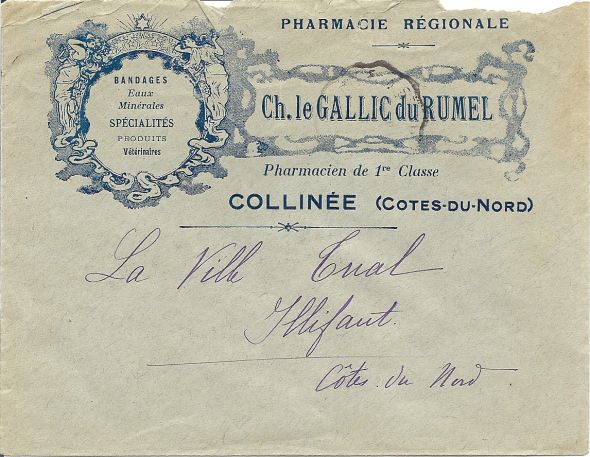 PHARMACIE RÉGIONALE
BANDAGES
Eaux
Minérales
SPÉCIALITÉS
PRODUITS
Vétérinaires
Ch. le GALLIC du RUMEL
Pharmacien de 1re Classe
COLLINÉE (COTES-DU-NORD)
La Ville Tual
Illifaut.
Côtes du Nord.